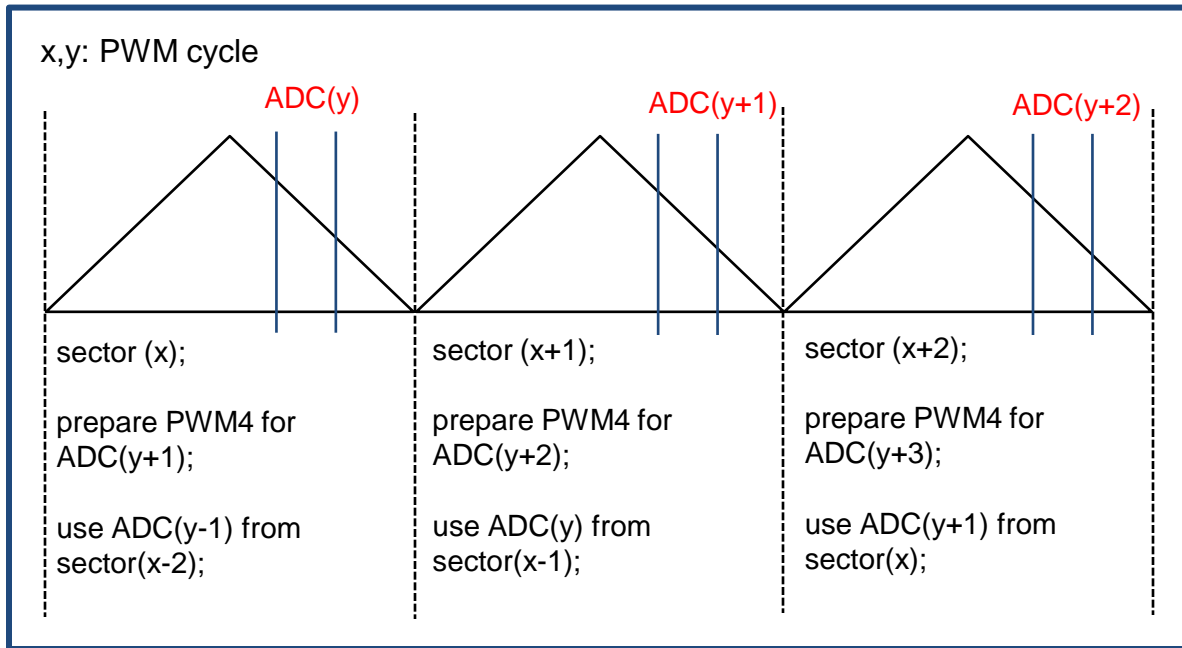 x,y: PWM cycle
ADC(y)
ADC(y+1)
ADC(y+2)
sector (x);
prepare PWM4 for
ADC(y+1);
use ADC(y-1) from
sector(x-2);
sector (x+1);
prepare PWM4 for
ADC(y+2);
use ADC(y) from
sector(x-1);
sector (x+2);
prepare PWM4 for
ADC(y+3);
use ADC(y+1) from
sector(x);